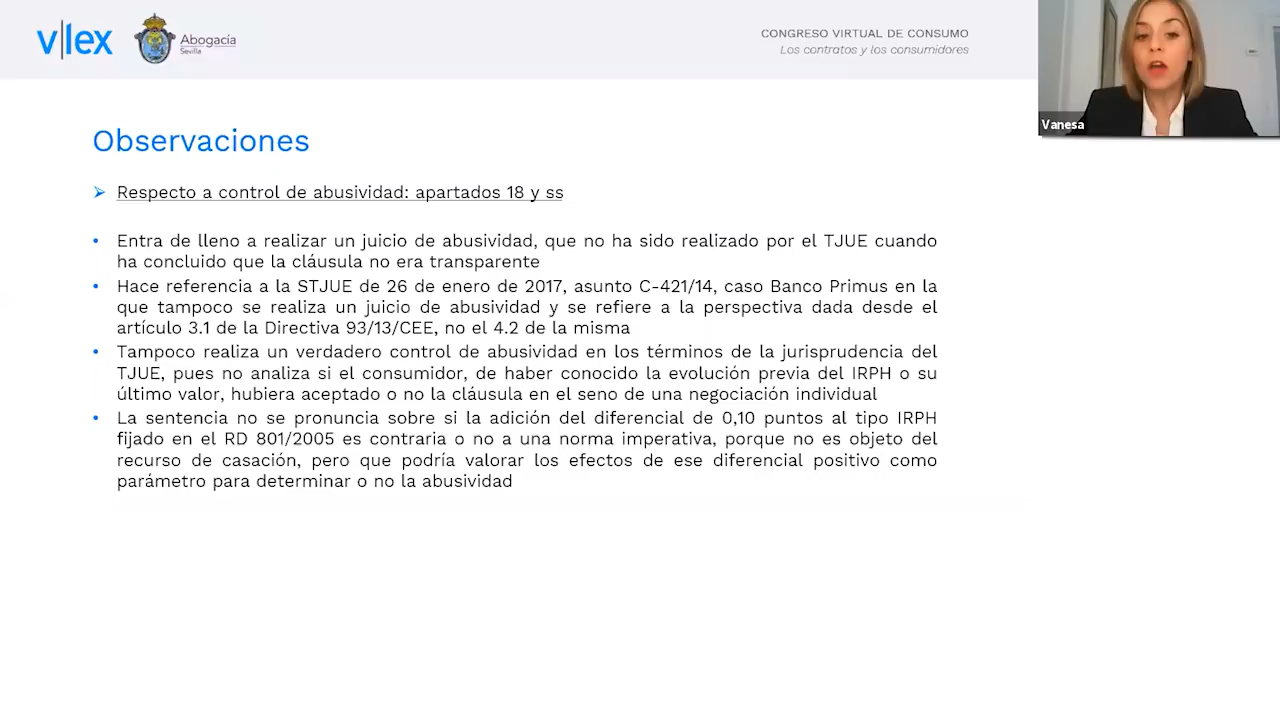 v|lex
Abogacía
Sevilla
CONGRESO VIRTUAL DE CONSUMO
Los contratos y los consumidores
Vanesa
Observaciones
Respecto a control de abusividad: apartados 18 y ss
• Entra de lleno a realizar un juicio de abusividad, que no ha sido realizado por el TJUE cuando
ha concluido que la cláusula no era transparente
• Hace referencia a la STJUE de 26 de enero de 2017, asunto C-421/14, caso Banco Primus en la
que tampoco se realiza un juicio de abusividad y se refiere a la perspectiva dada desde el
artículo 3.1 de la Directiva 93/13/CEE, no el 4.2 de la misma
• Tampoco realiza un verdadero control de abusividad en los términos de la jurisprudencia del
TJUE, pues no analiza si el consumidor, de haber conocido la evolución previa del IRPH o su
último valor, hubiera aceptado o no la cláusula en el seno de una negociación individual
• La sentencia no se pronuncia sobre si la adición del diferencial de 0,10 puntos al tipo IRPH
fijado en el RD 801/2005 es contraria o no a una norma imperativa, porque no es objeto del
recurso de casación, pero que podría valorar los efectos de ese diferencial positivo como
parámetro para determinar o no la abusividad